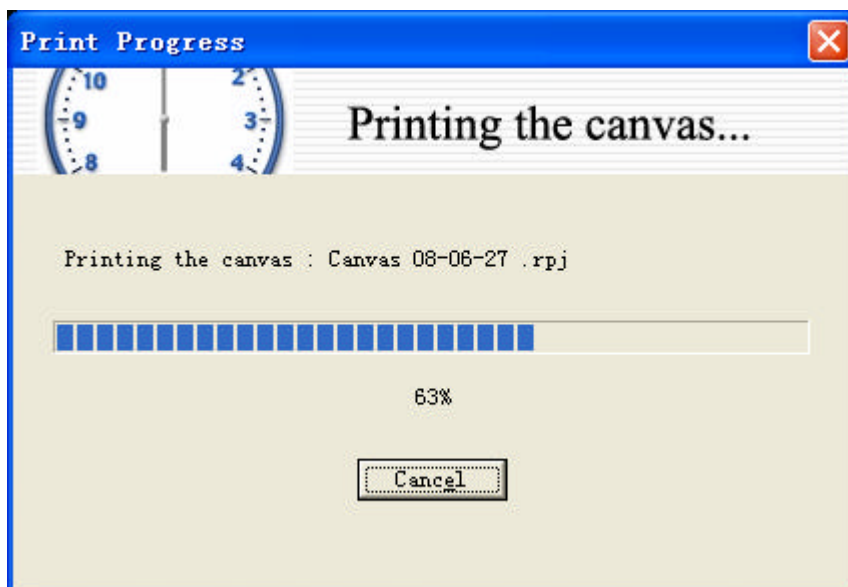 Print Progress
10
2
9
3
8
4
Printing the canvas...
Printing the canvas : Canvas 08-06-27 .rpj
63%
Cancel